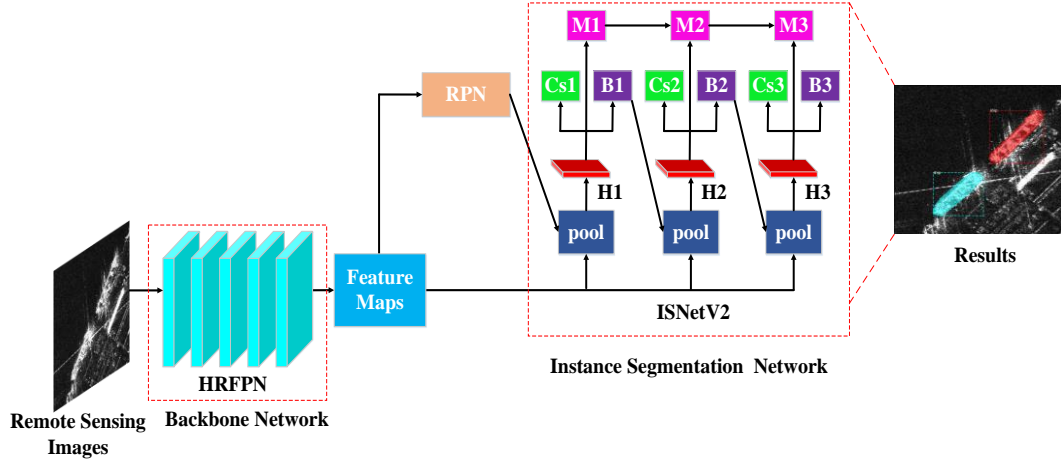 M1 M2 M3
RPN
Cs1 B1 Cs2 B2 Cs3 B3
H1 H2 H3
pool pool pool
Feature
Maps
Results
ISNetV2
Instance Segmentation Network
HRFPN
Backbone Network
Remote Sensing
Images